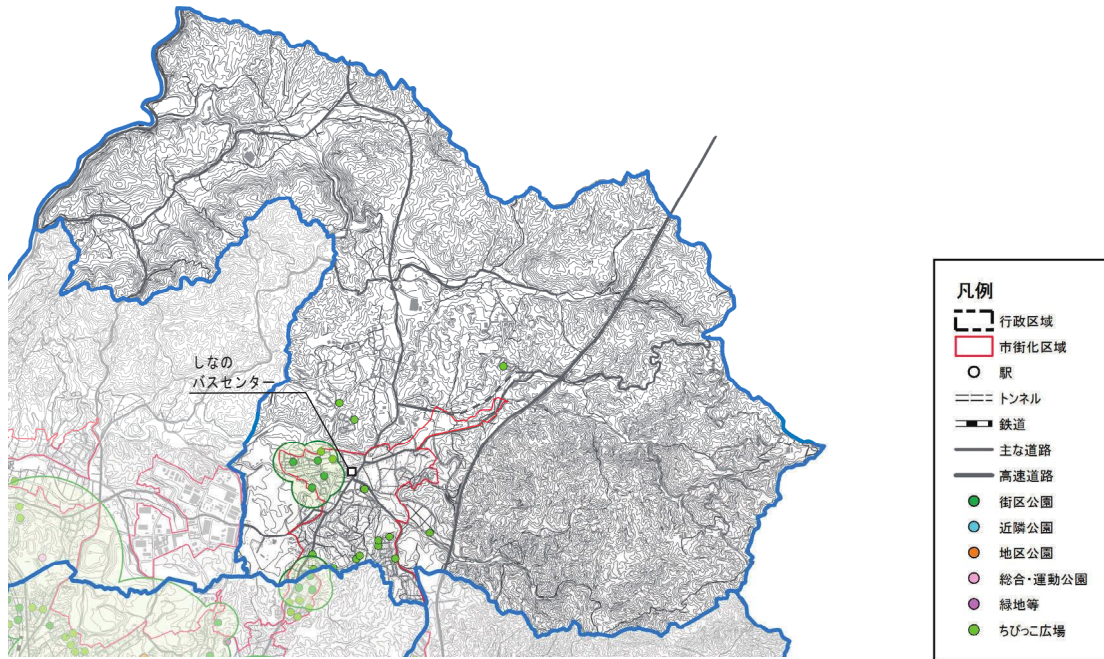 しなの
バスセンター
凡例
行政区域
市街化区域
駅
トンネル
鉄道
主な道路
高速道路
街区公園
近隣公園
地区公園
総合・運動公園
緑地等
ちびっこ広場